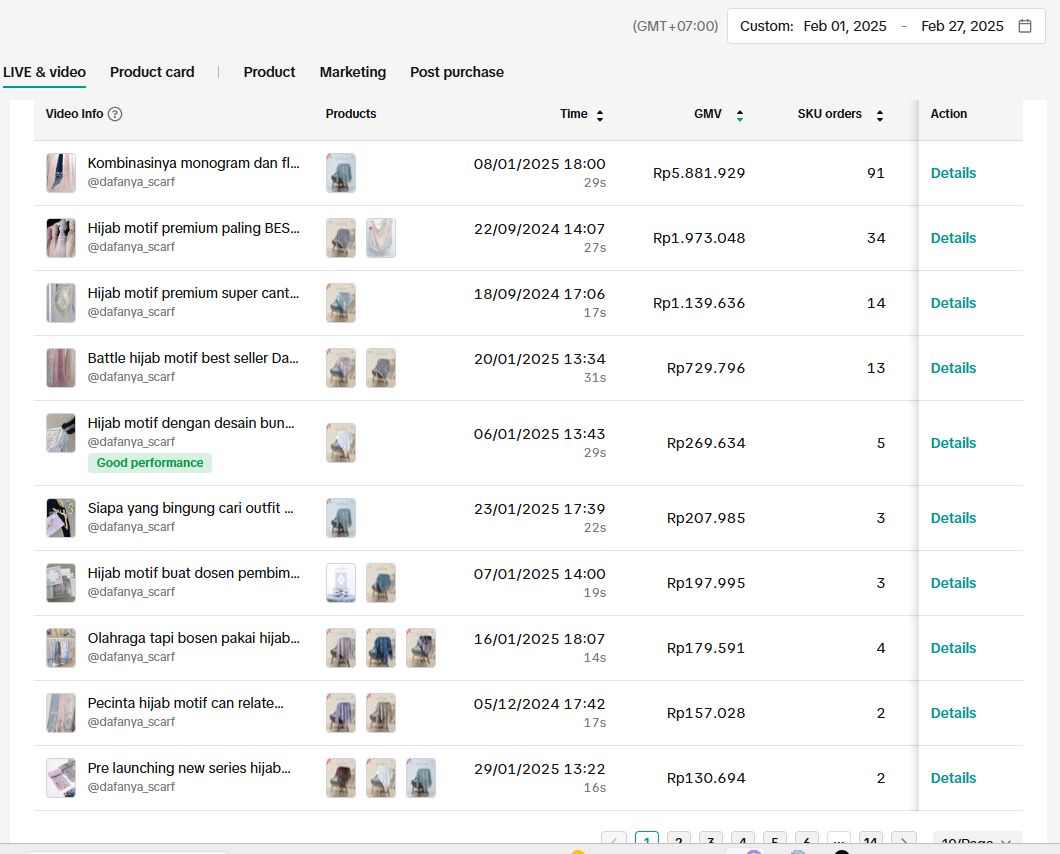 (GMT+07:00) Custom: Feb 01, 2025 - Feb 27, 2025
LIVE & video Product card | Product Marketing Post purchase
Video Info ? Products Time GMV SKU orders Action
Kombinasinya monogram dan fl... 08/01/2025 18:00 Rp5.881.929 91 Details
@dafanya_scarf 29s
Hijab motif premium paling BES... 22/09/2024 14:07 Rp1.973.048 34 Details
@dafanya_scarf 27s
Hijab motif premium super cant... 18/09/2024 17:06 Rp1.139.636 14 Details
@dafanya_scarf 17s
Battle hijab motif best seller Da... 20/01/2025 13:34 Rp729.796 13 Details
@dafanya_scarf 31s
Hijab motif dengan desain bun... 06/01/2025 13:43 Rp269.634 5 Details
@dafanya_scarf 29s
Good performance
Siapa yang bingung cari outfit ... 23/01/2025 17:39 Rp207.985 3 Details
@dafanya_scarf 22s
Hijab motif buat dosen pembim... 07/01/2025 14:00 Rp197.995 3 Details
@dafanya_scarf 19s
Olahraga tapi bosen pakai hijab... 16/01/2025 18:07 Rp179.591 4 Details
@dafanya_scarf 14s
Pecinta hijab motif can relate... 05/12/2024 17:42 Rp157.028 2 Details
@dafanya_scarf 17s
Pre launching new series hijab... 29/01/2025 13:22 Rp130.694 2 Details
@dafanya_scarf 16s
1 2 3 4 5 6 ... 14 10/Page